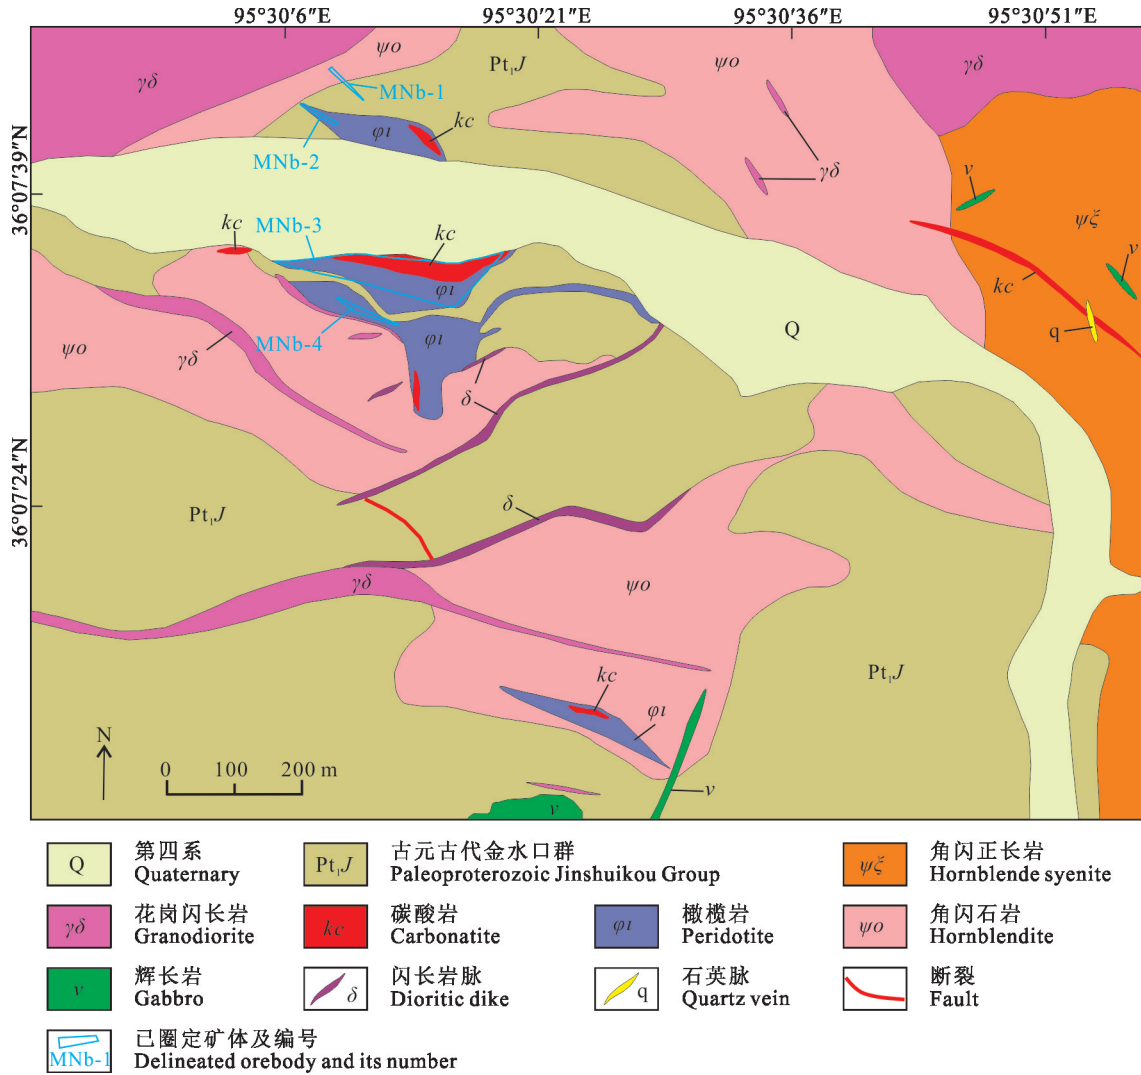 95°30′6″E 95°30′21″E 95°30′36″E 95°30′51″E
36°07′39″N
36°07′24″N
γδ
ψο
Pt₁J
ψο
γδ
MNb-1
kc
φι
MNb-2
γδ
ν
kc
MNb-3
kc
ψξ
ν
φι
kc
Q
q
ψο
γδ
MNb-4
φι
δ
δ
Pt₁J
δ
γδ
ψο
Pt₁J
kc
φι
N
0 100 200 m
ν
ν
Q
第四系
Quaternary
Pt₁J
古元古代金水口群
Paleoproterozoic Jinshuikou Group
ψξ
角闪正长岩
Hornblende syenite
γδ
花岗闪长岩
Granodiorite
kc
碳酸岩
Carbonatite
φι
橄榄岩
Peridotite
ψο
角闪石岩
Hornblendite
ν
辉长岩
Gabbro
δ
闪长岩脉
Dioritic dike
q
石英脉
Quartz vein
断裂
Fault
MNb-1
已圈定矿体及编号
Delineated orebody and its number